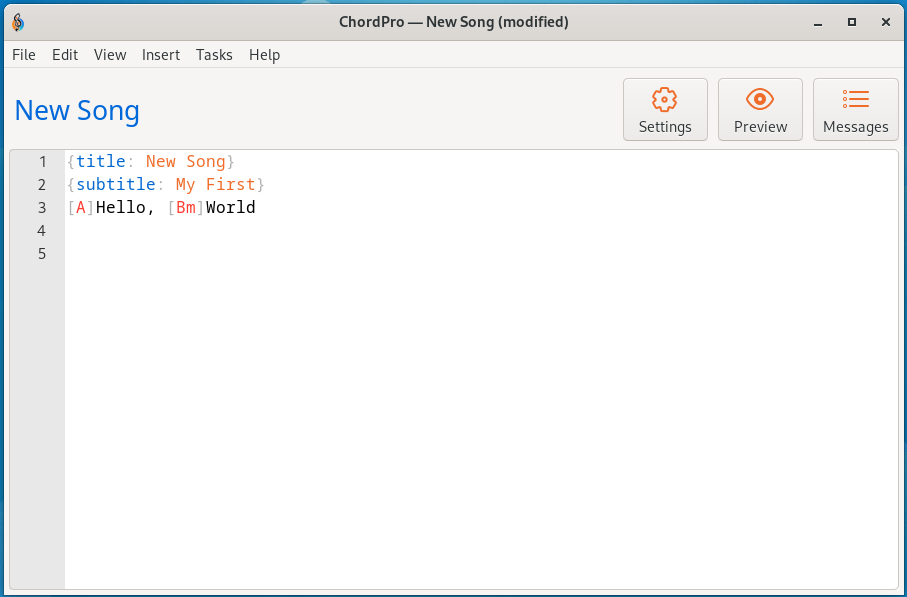 ChordPro — New Song (modified)
File Edit View Insert Tasks Help
New Song
Settings Preview Messages
1 {title: New Song}
2 {subtitle: My First}
3 [A]Hello, [Bm]World
4
5